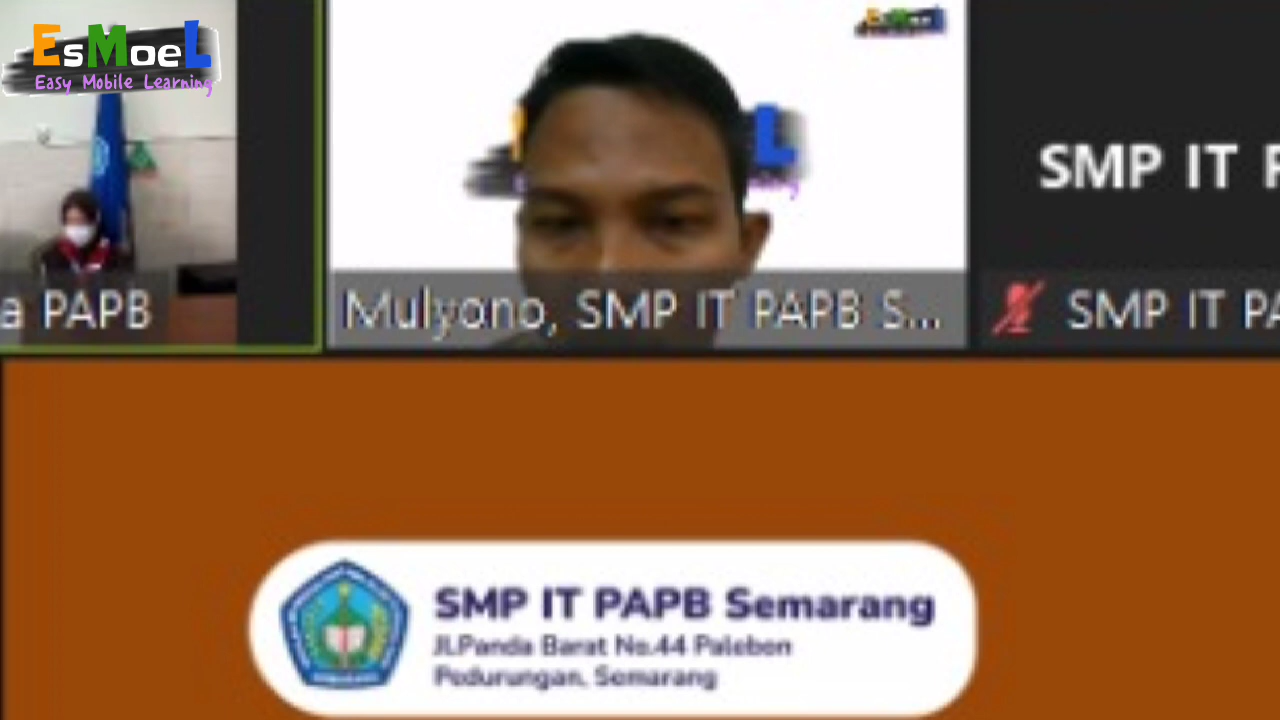 EsMoeL
Easy Mobile Learning
a PAPB
L
Mulyono, SMP IT PAPB S...
SMP IT P
SMP IT PA
SMP IT PAPB Semarang
Jl.Panda Barat No.44 Palebon
Pedurungan, Semarang